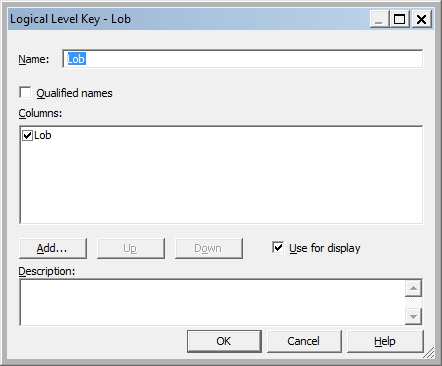 Logical Level Key - Lob
Name: Lob
Qualified names
Columns:
Lob
Add... Up Down Use for display
Description:
OK Cancel Help